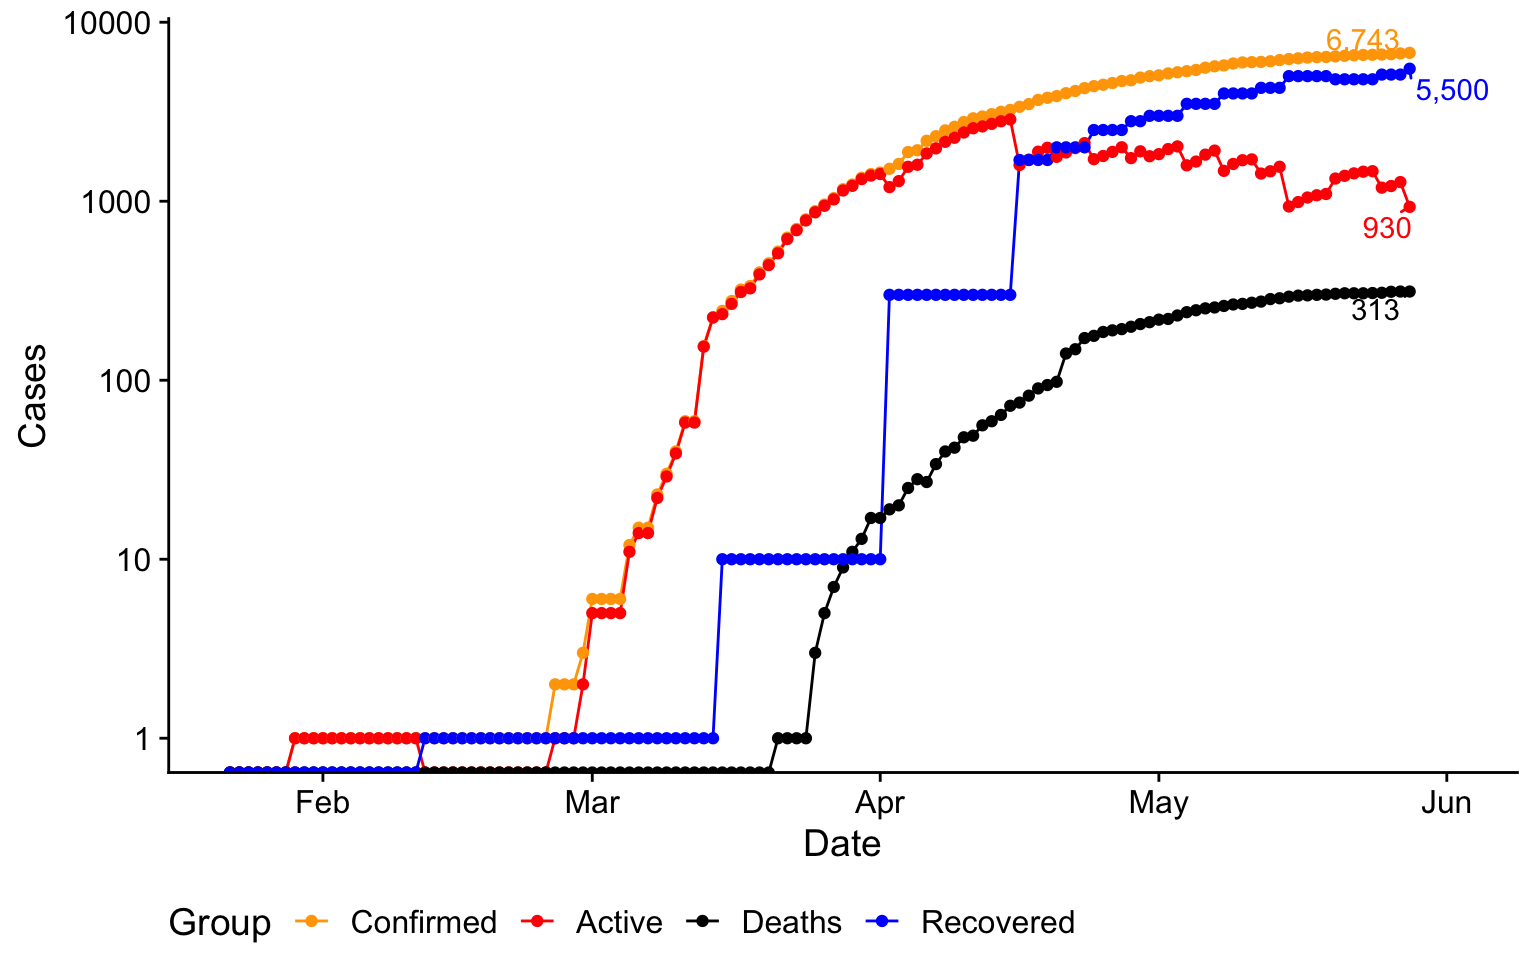 10000
1000
100
10
1
Cases
6,743
5,500
930
313
Feb Mar Apr May Jun
Date
Group Confirmed Active Deaths Recovered